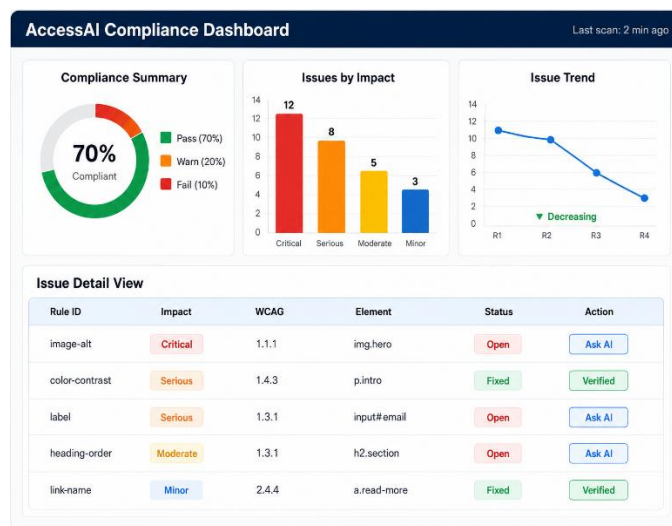 AccessAI Compliance Dashboard
Last scan: 2 min ago
Compliance Summary
70%
Compliant
Pass (70%)
Warn (20%)
Fail (10%)
Issues by Impact
14
12
10
8
6
4
2
0
12
8
5
3
Critical Serious Moderate Minor
Issue Trend
14
12
10
8
6
4
2
0
▼ Decreasing
R1 R2 R3 R4
Issue Detail View
Rule ID Impact WCAG Element Status Action
image-alt Critical 1.1.1 img.hero Open Ask AI
color-contrast Serious 1.4.3 p.intro Fixed Verified
label Serious 1.3.1 input#email Open Ask AI
heading-order Moderate 1.3.1 h2.section Open Ask AI
link-name Minor 2.4.4 a.read-more Fixed Verified